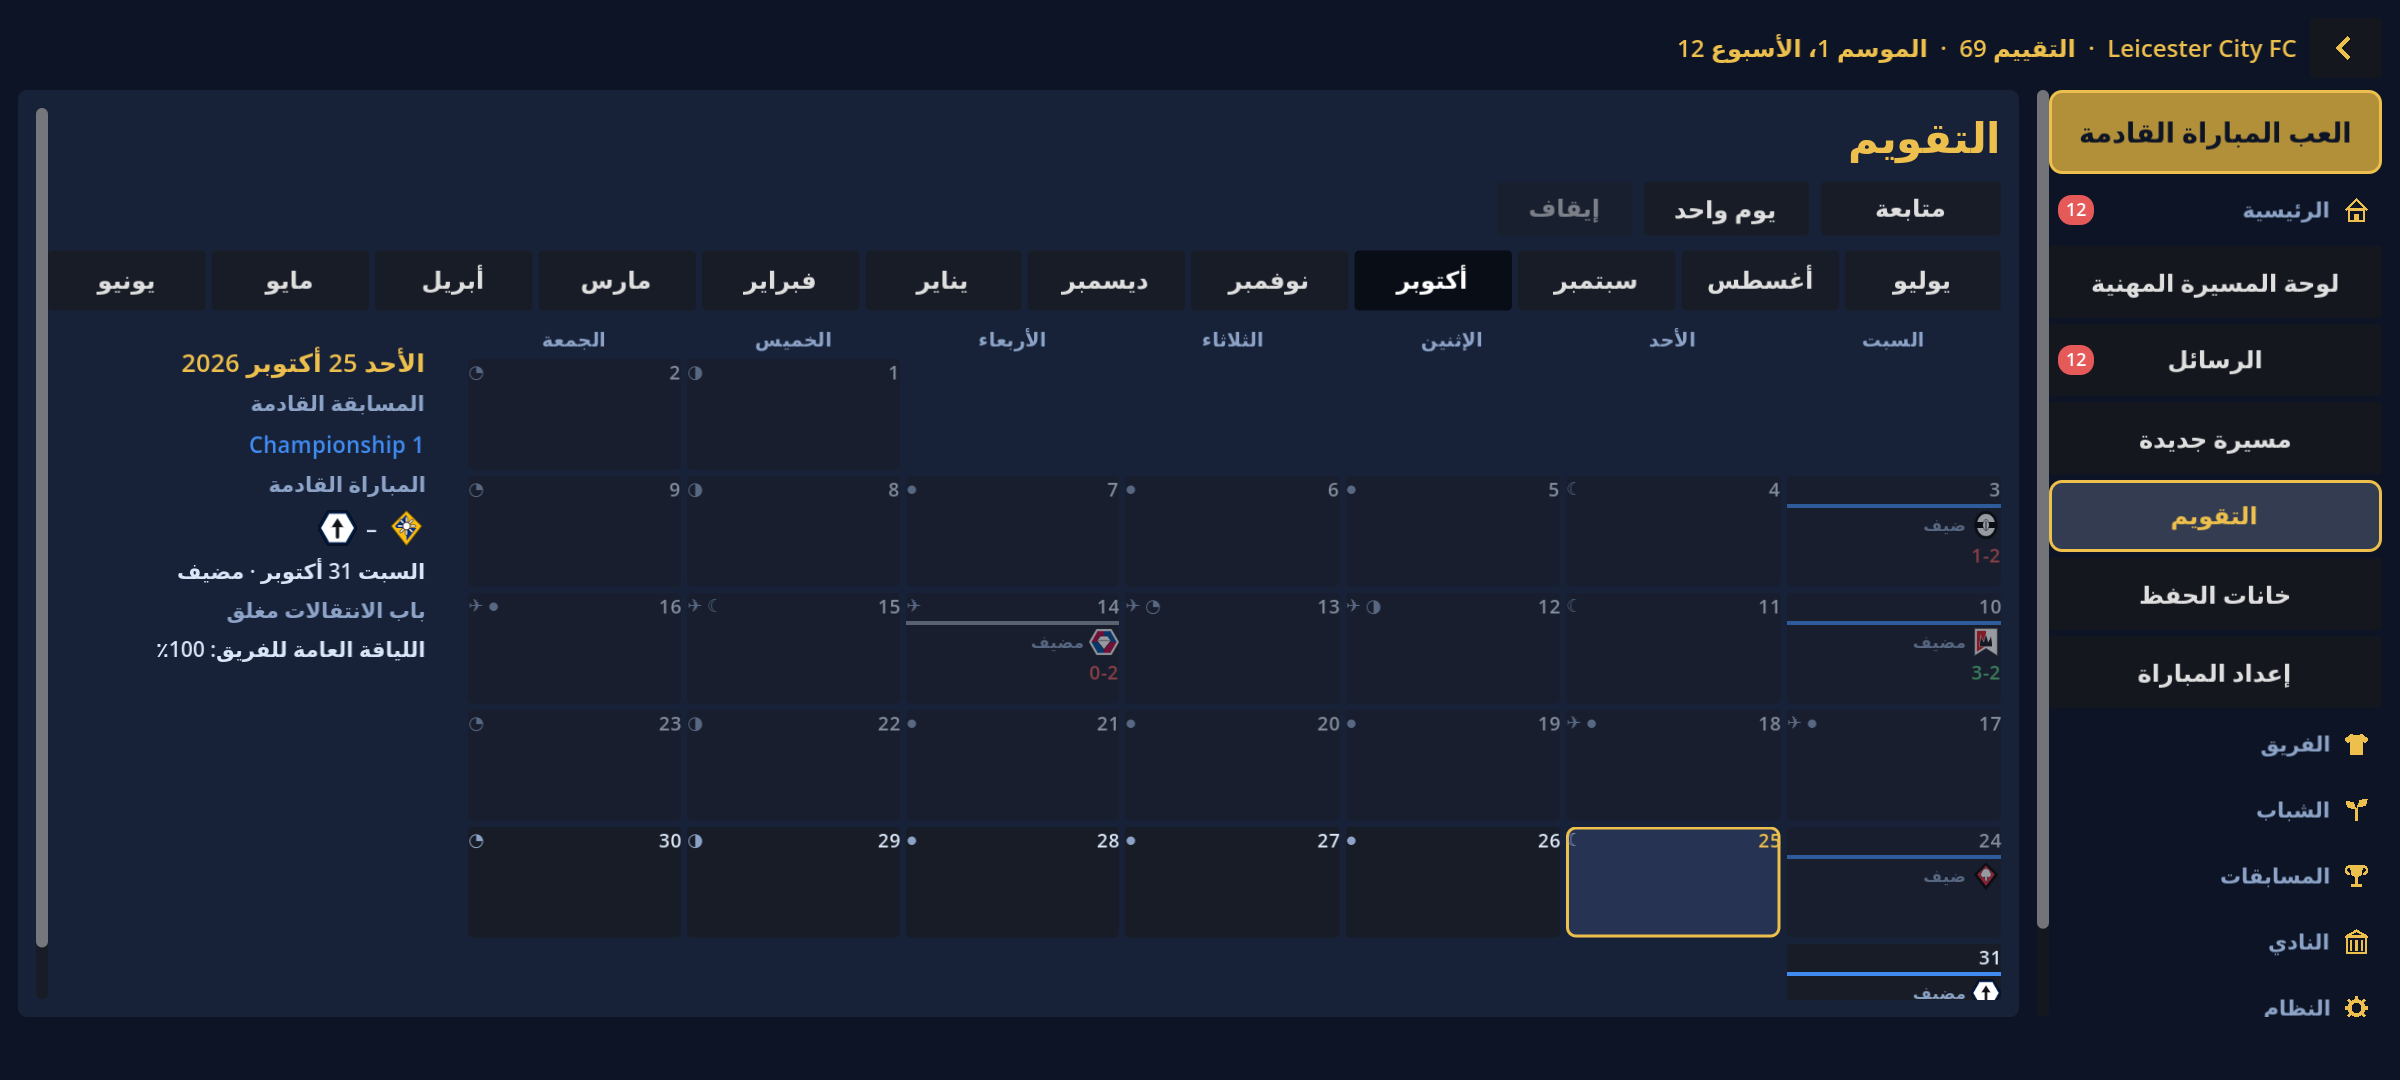 Leicester City FC · التقييم 69 · الموسم 1، الأسبوع 12
العب المباراة القادمة
الرئيسية 12
لوحة المسيرة المهنية
الرسائل 12
مسيرة جديدة
التقويم
خانات الحفظ
إعداد المباراة
الفريق
الشباب
المسابقات
النادي
النظام
التقويم
متابعة يوم واحد إيقاف
يوليو أغسطس سبتمبر أكتوبر نوفمبر ديسمبر يناير فبراير مارس أبريل مايو يونيو
السبت الأحد الإثنين الثلاثاء الأربعاء الخميس الجمعة
1 2
3 4 5 6 7 8 9
ضيف
1-2
10 11 12 13 14 15 16
مضيف مضيف
3-2 0-2
17 18 19 20 21 22 23
24 25 26 27 28 29 30
ضيف
31
مضيف
الأحد 25 أكتوبر 2026
المسابقة القادمة
Championship 1
المباراة القادمة
–
السبت 31 أكتوبر · مضيف
باب الانتقالات مغلق
اللياقة العامة للفريق: 100٪